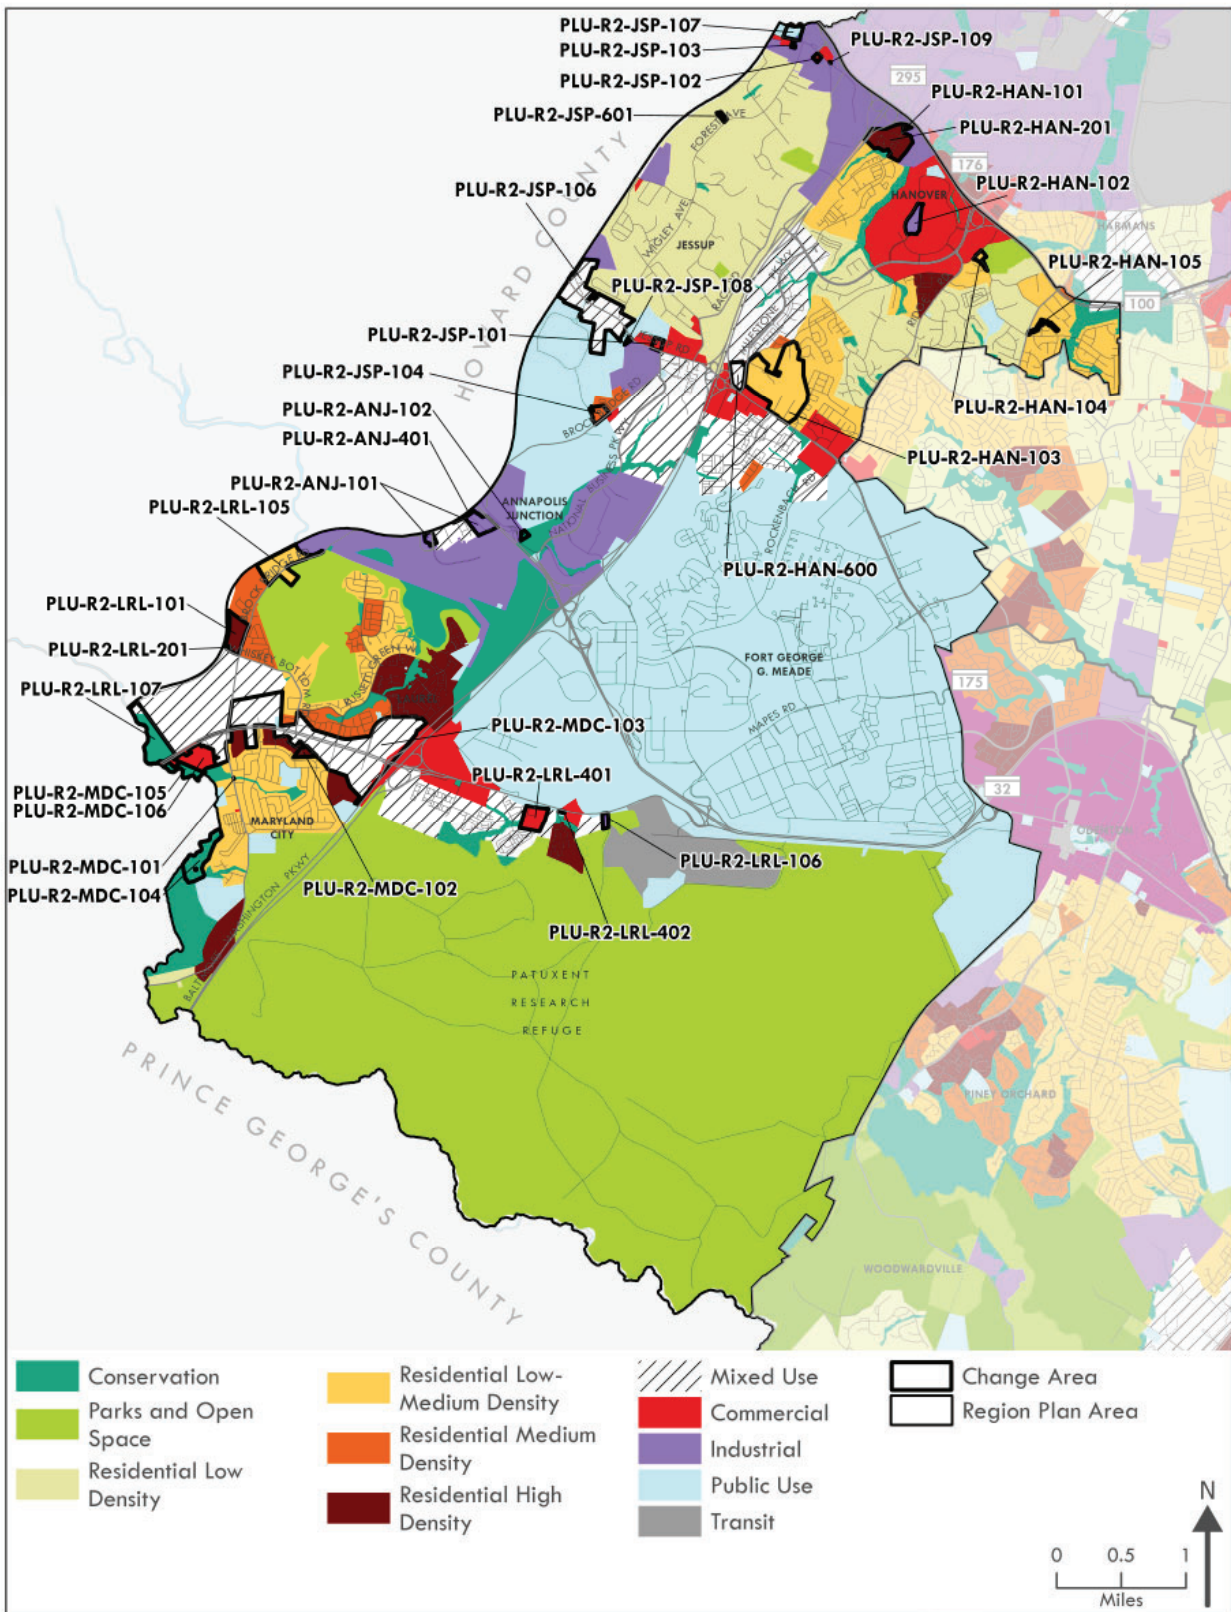 PLU-R2-JSP-107
PLU-R2-JSP-103
PLU-R2-JSP-109
PLU-R2-JSP-102
295
PLU-R2-HAN-101
PLU-R2-JSP-601
FOREST AVE
PLU-R2-HAN-201
176
PLU-R2-HAN-102
PLU-R2-JSP-106
HANOVER
HARMANS
WIGLEY AVE
JESSUP
PLU-R2-HAN-105
PLU-R2-JSP-108
100
HOWARD COUNTY
PLU-R2-JSP-101
PLU-R2-JSP-104
PLU-R2-HAN-104
PLU-R2-ANJ-102
PLU-R2-ANJ-401
PLU-R2-HAN-103
PLU-R2-ANJ-101
ANNAPOLIS
JUNCTION
NATIONAL BUSINESS PKWY
ROCKENBACH RD
PLU-R2-LRL-105
PLU-R2-HAN-600
PLU-R2-LRL-101
PLU-R2-LRL-201
FORT GEORGE
G. MEADE
175
PLU-R2-LRL-107
MAPES RD
PLU-R2-MDC-103
PLU-R2-LRL-401
32
PLU-R2-MDC-105
PLU-R2-MDC-106
MARYLAND
CITY
PLU-R2-MDC-101
PLU-R2-LRL-106
PLU-R2-MDC-104
PLU-R2-MDC-102
PLU-R2-LRL-402
PATUXENT
RESEARCH
REFUGE
PINEY ORCHARD
PRINCE GEORGE'S COUNTY
WOODWARDVILLE
Conservation
Parks and Open
Space
Residential Low
Density
Residential Low-
Medium Density
Residential Medium
Density
Residential High
Density
Mixed Use
Commercial
Industrial
Public Use
Transit
Change Area
Region Plan Area
N
0 0.5 1
Miles